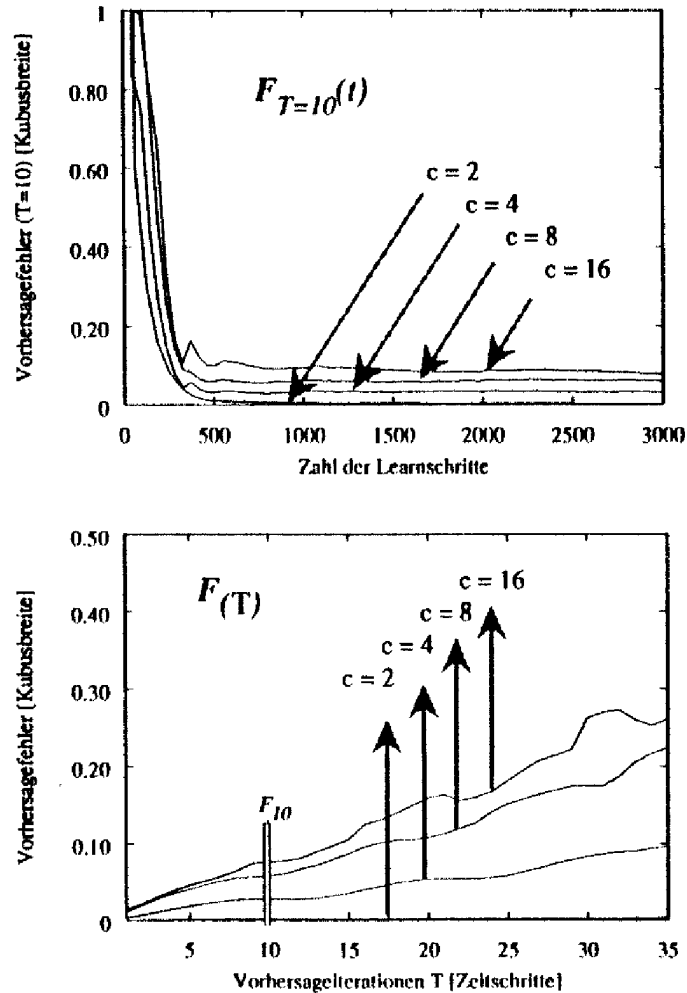 1
0.80
0.60
0.40
0.20
0
Vorhersagefehler (T=10) [Kubusbreite]
F T=10 (t)
c = 2
c = 4
c = 8
c = 16
0 500 1000 1500 2000 2500 3000
Zahl der Learnschritte
0.50
0.40
0.30
0.20
0.10
0
Vorhersagefehler [Kubusbreite]
F (T)
c = 16
c = 8
c = 4
c = 2
F 10
5 10 15 20 25 30 35
Vorhersageiterationen T [Zeitschritte]